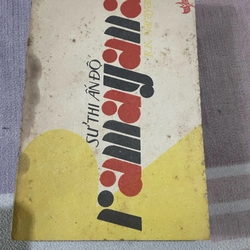 SỬ THI ẤN ĐỘ
ramayana